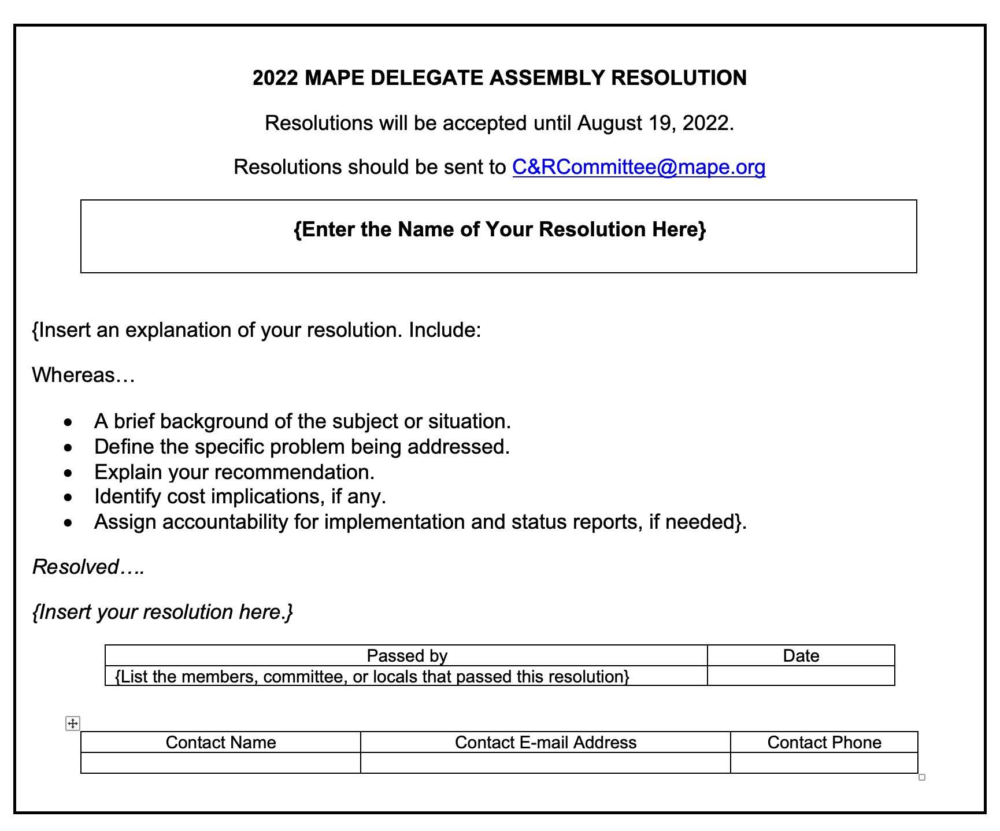 2022 MAPE DELEGATE ASSEMBLY RESOLUTION
Resolutions will be accepted until August 19, 2022.
Resolutions should be sent to C&RCommittee@mape.org
{Enter the Name of Your Resolution Here}
{Insert an explanation of your resolution. Include:
Whereas…
• A brief background of the subject or situation.
• Define the specific problem being addressed.
• Explain your recommendation.
• Identify cost implications, if any.
• Assign accountability for implementation and status reports, if needed}.
Resolved….
{Insert your resolution here.}
Passed by Date
{List the members, committee, or locals that passed this resolution}
Contact Name Contact E-mail Address Contact Phone